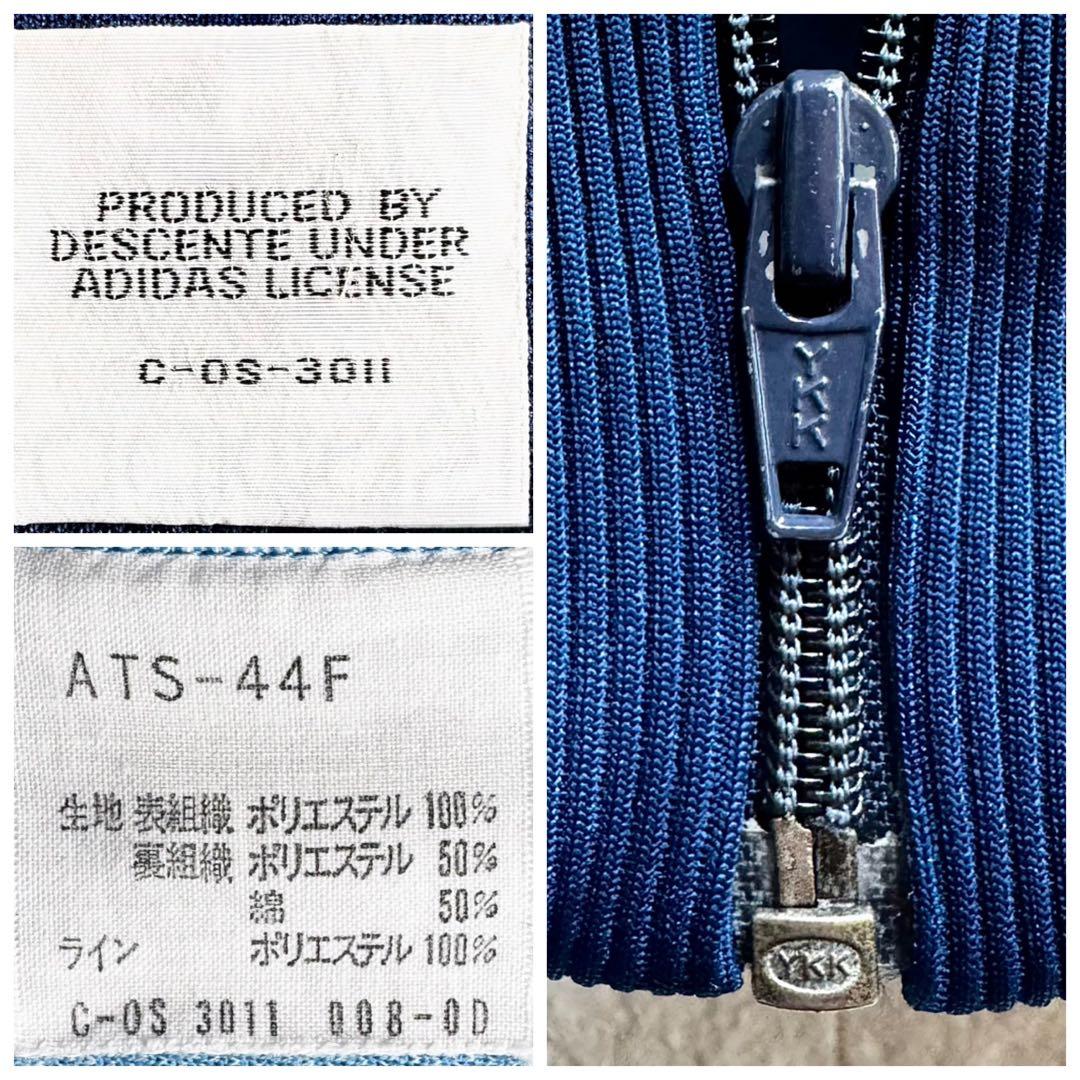 PRODUCED BY
DESCENTE UNDER
ADIDAS LICENSE
C-OS-3011
ATS-44F
生地 表組織 ポリエステル 100%
裏組織 ポリエステル 50%
綿 50%
ライン ポリエステル 100%
C-OS 3011 008-0D
YKK
YKK